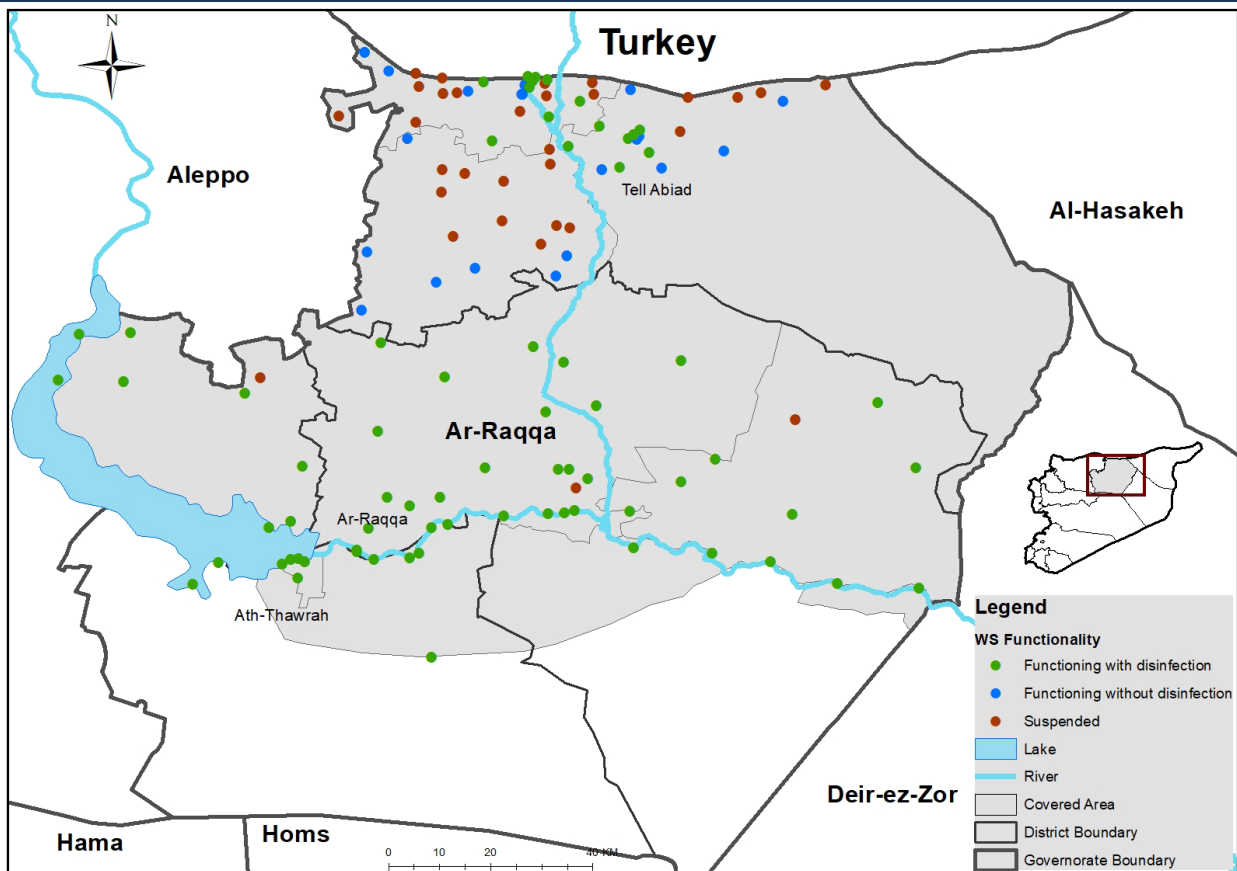 N
Turkey
Aleppo
Tell Abiad
Al-Hasakeh
Ar-Raqqa
Ar-Raqqa
Ath-Thawrah
Deir-ez-Zor
Hama
Homs
0 10 20 40 KM
Legend
WS Functionality
Functioning with disinfection
Functioning without disinfection
Suspended
Lake
River
Covered Area
District Boundary
Governorate Boundary